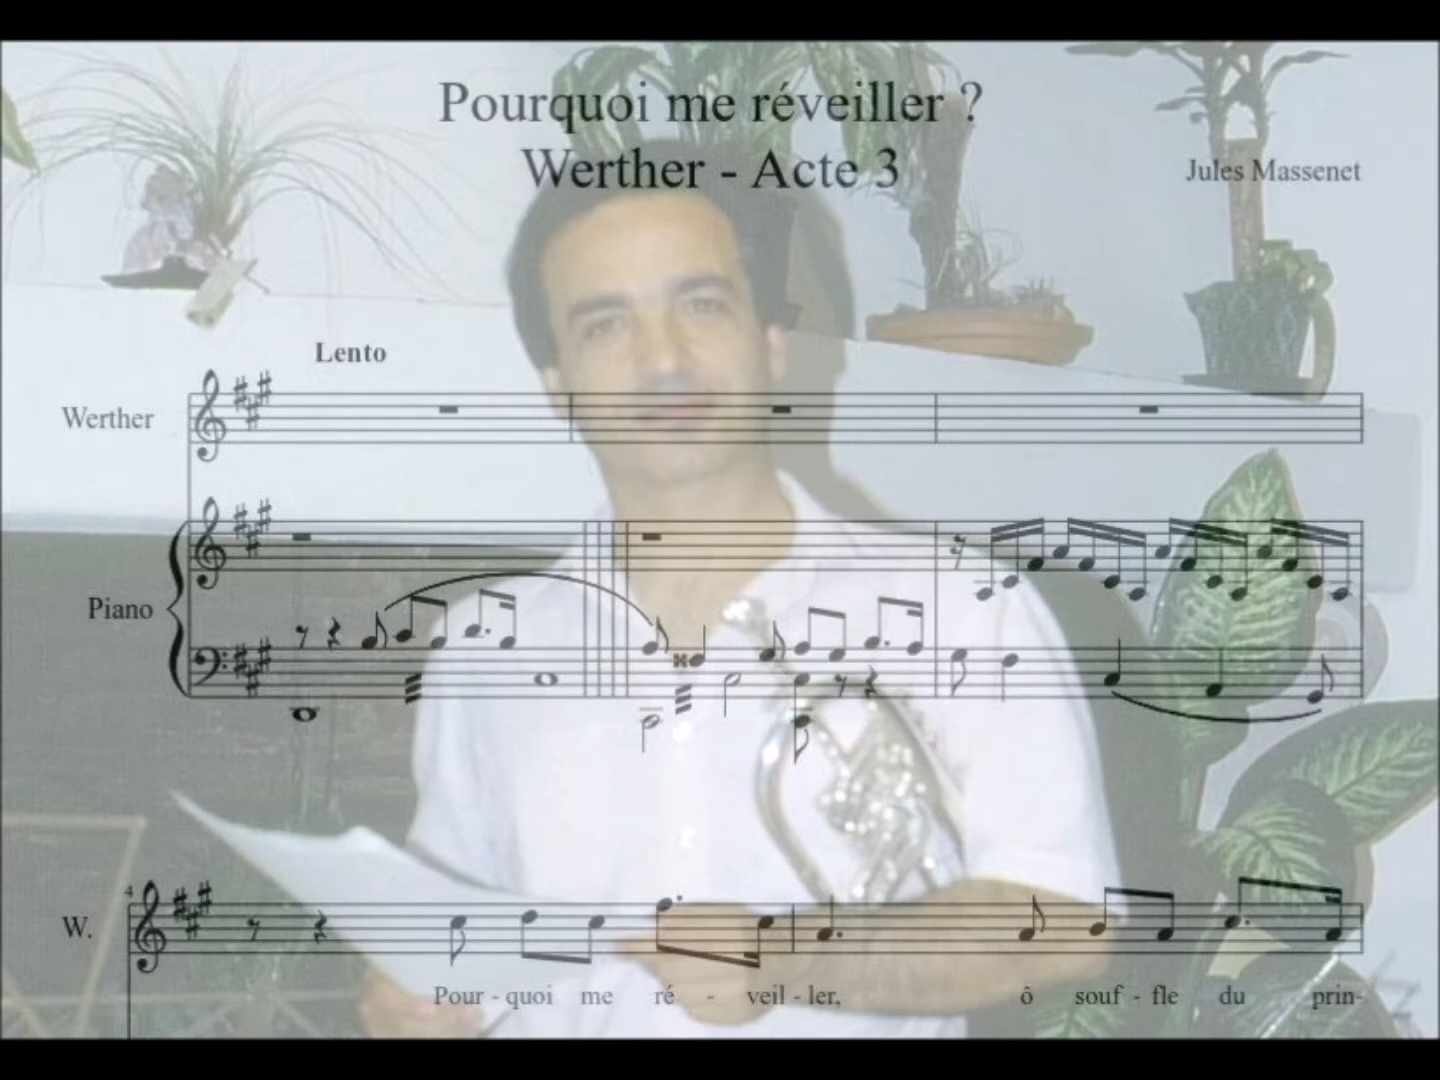 Pourquoi me réveiller ?
Werther - Acte 3
Jules Massenet
Lento
Werther
Piano
4
W.
Pour - quoi me ré - veil - ler, ô souf - fle du prin-